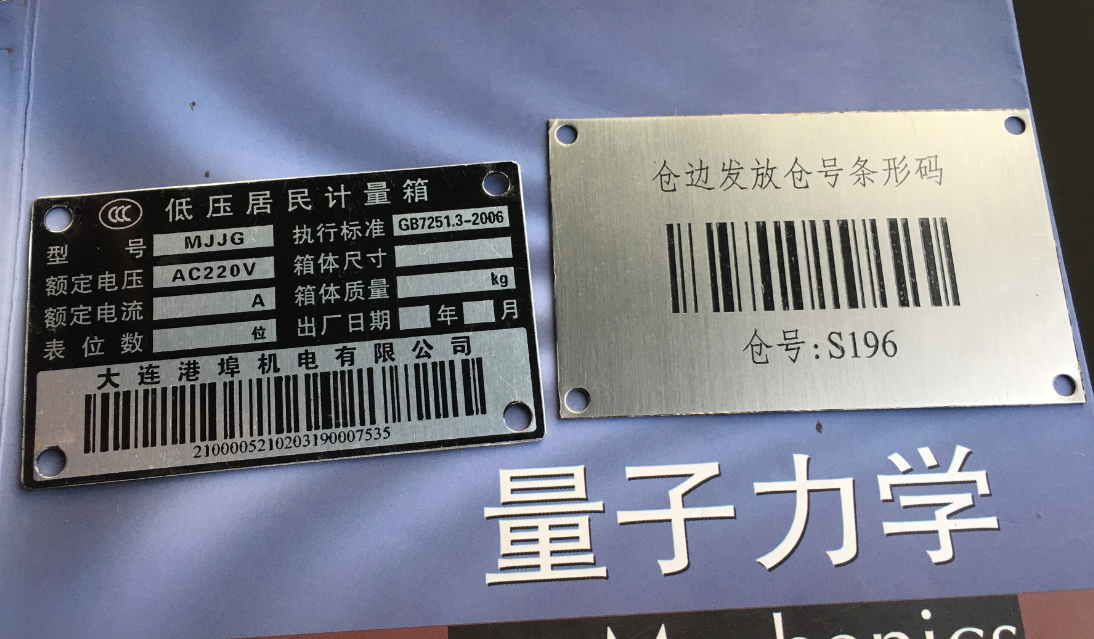 CCC 低压居民计量箱
型号 MJJG 执行标准 GB7251.3-2006
额定电压 AC220V 箱体尺寸
额定电流 A 箱体质量 kg
表位数 位 出厂日期 年 月
大连港埠机电有限公司
2100005210203190007535
仓边发放仓号条形码
仓号:S196
量子力学
Mechanics